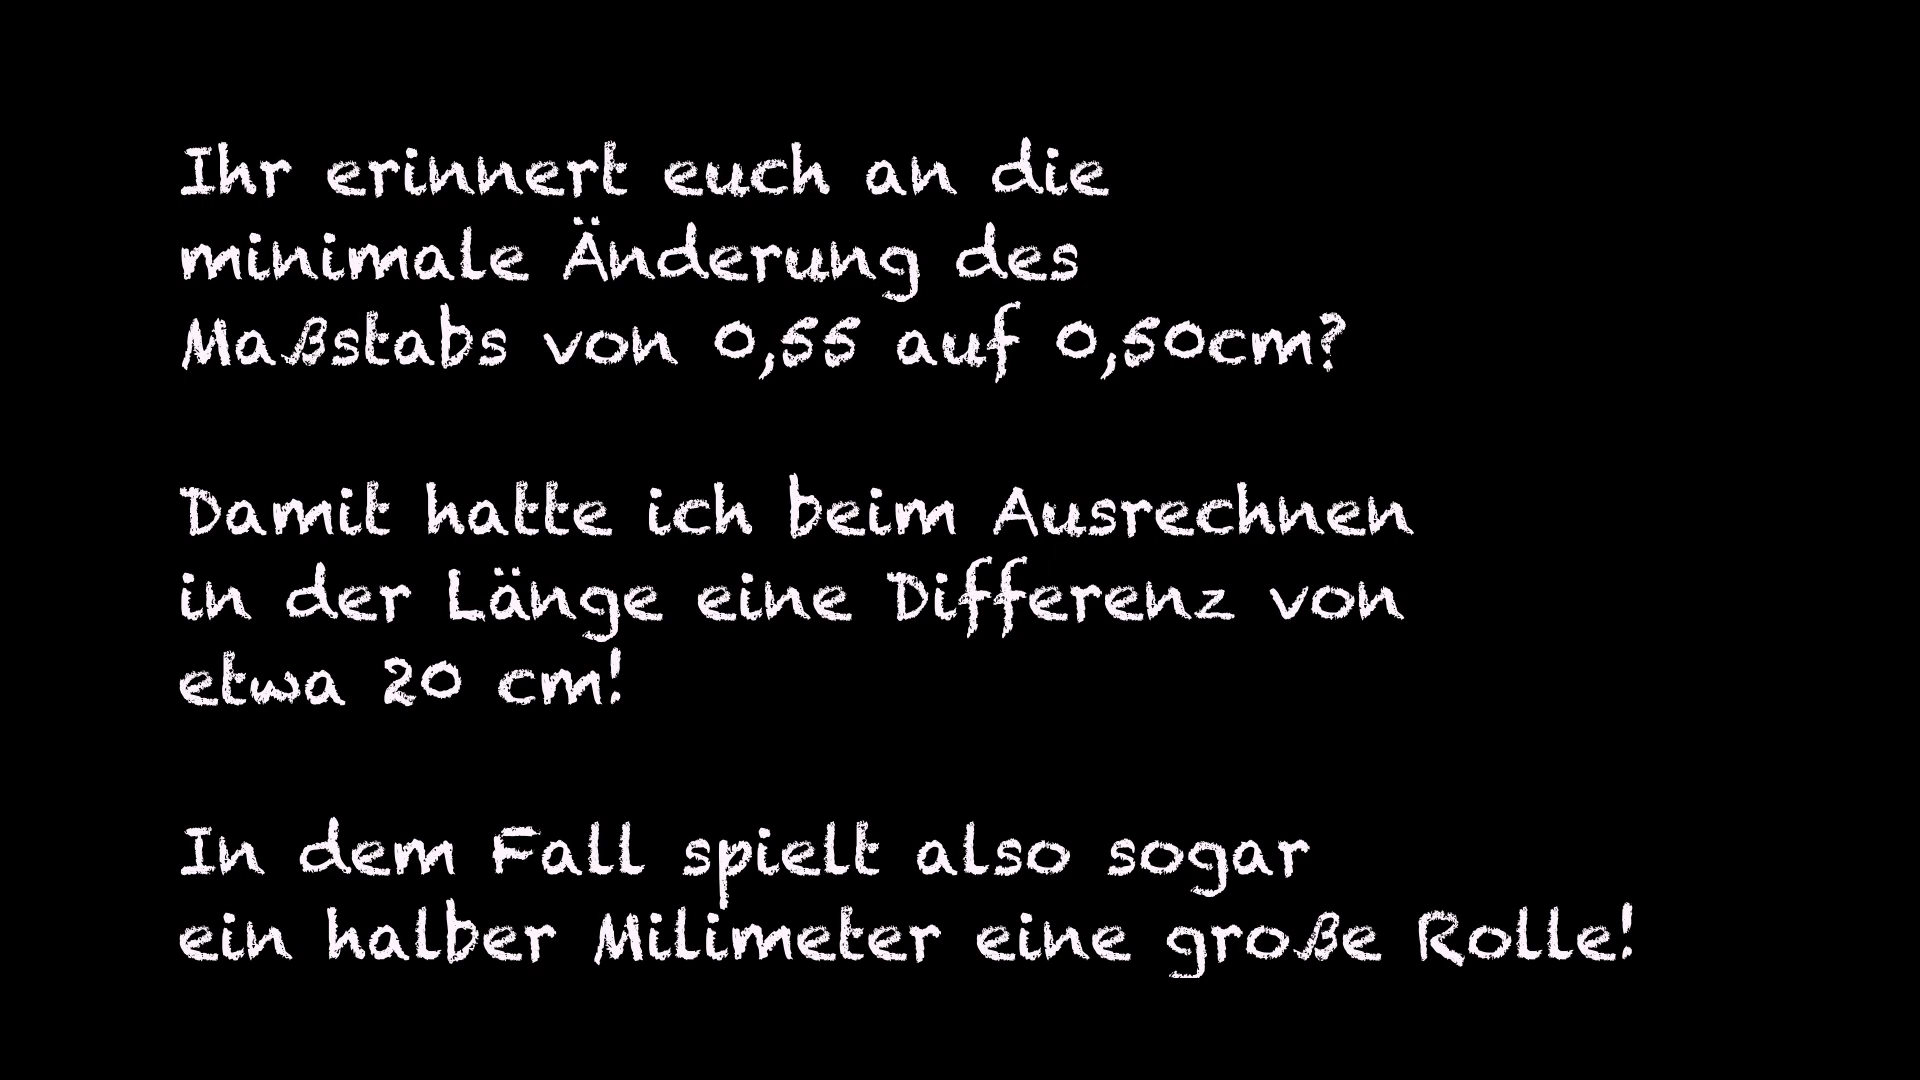 Ihr erinnert euch an die
minimale Änderung des
Maßstabs von 0,55 auf 0,50cm?
Damit hatte ich beim Ausrechnen
in der Länge eine Differenz von
etwa 20 cm!
In dem Fall spielt also sogar
ein halber Milimeter eine große Rolle!